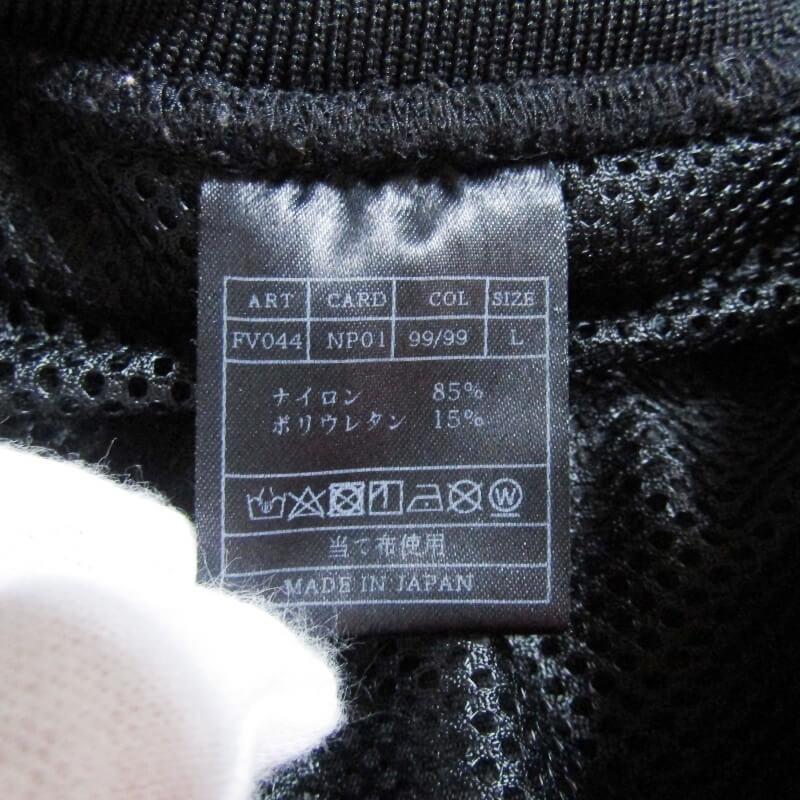 ART CARD COL SIZE
FV044 NP01 99/99 L
ナイロン 85%
ポリウレタン 15%
W
当て布使用
MADE IN JAPAN